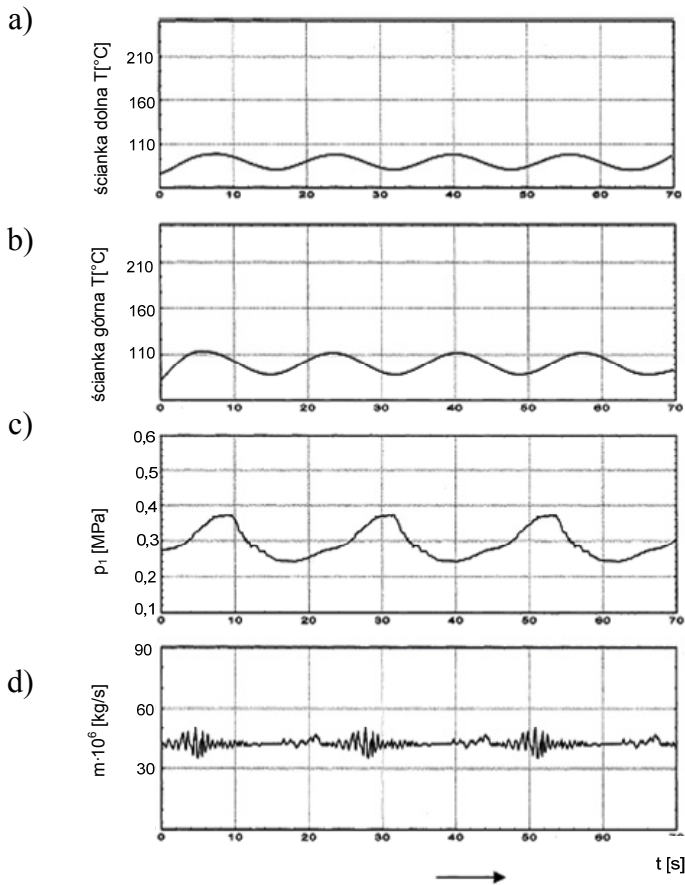 a)
ścianka dolna T[°C]
210
160
110
0 10 20 30 40 50 60 70
b)
ścianka górna T[°C]
210
160
110
0 10 20 30 40 50 60 70
c)
p₁ [MPa]
0,6
0,5
0,4
0,3
0,2
0,1
0 10 20 30 40 50 60 70
d)
m·10⁶ [kg/s]
90
60
30
0 10 20 30 40 50 60 70
t [s]